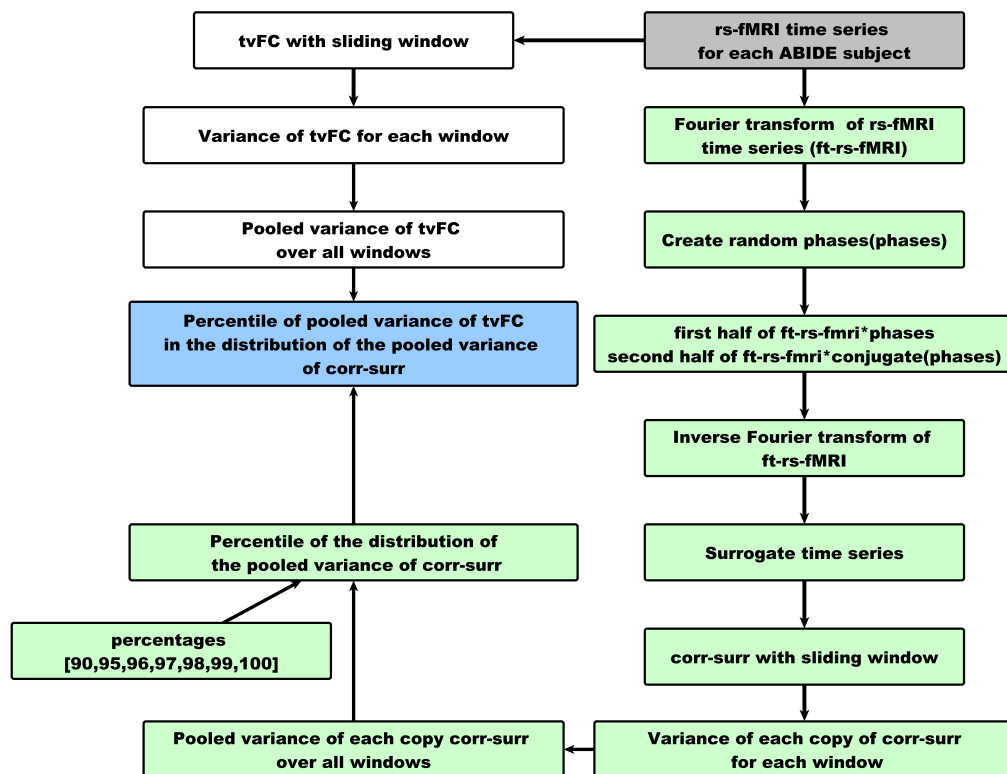 tvFC with sliding window
rs-fMRI time series
for each ABIDE subject
Variance of tvFC for each window
Fourier transform  of rs-fMRI
time series (ft-rs-fMRI)
Pooled variance of tvFC
over all windows
Create random phases(phases)
Percentile of pooled variance of tvFC
in the distribution of the pooled variance
of corr-surr
first half of ft-rs-fmri*phases
second half of ft-rs-fmri*conjugate(phases)
Inverse Fourier transform of
ft-rs-fMRI
Percentile of the distribution of
the pooled variance of corr-surr
Surrogate time series
percentages
[90,95,96,97,98,99,100]
corr-surr with sliding window
Pooled variance of each copy corr-surr
over all windows
Variance of each copy of corr-surr
for each window